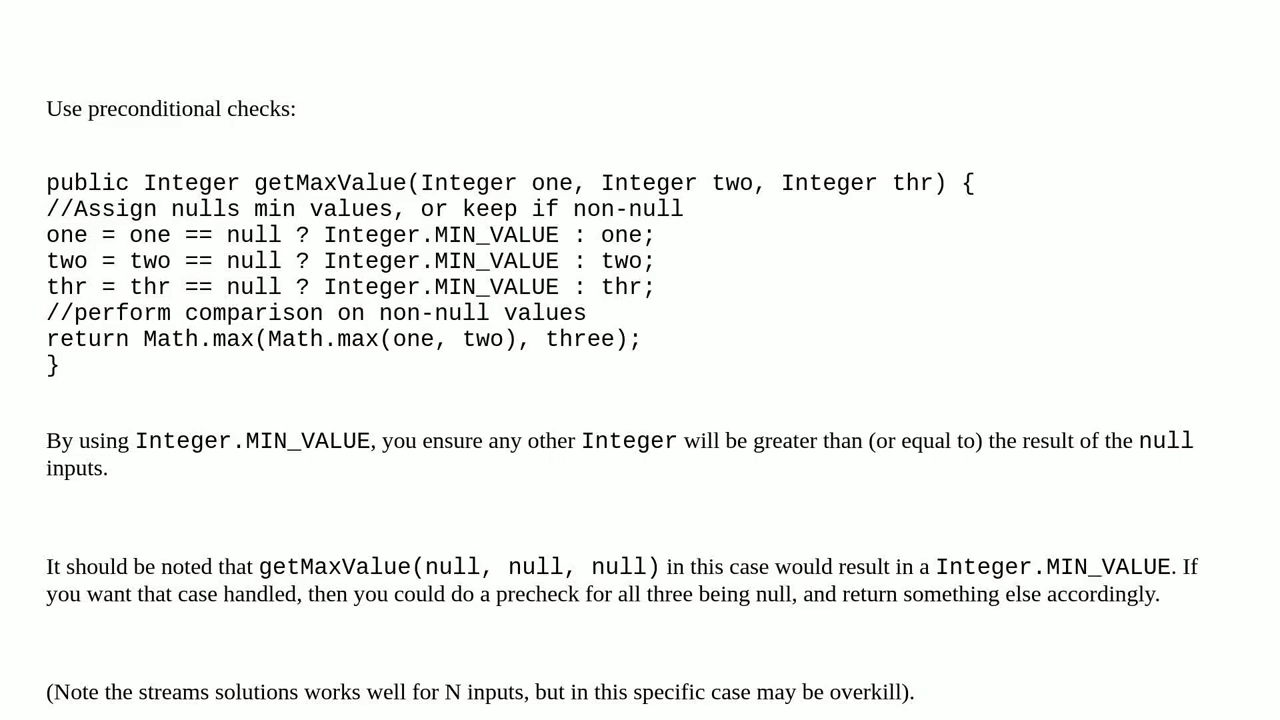 Use preconditional checks:
public Integer getMaxValue(Integer one, Integer two, Integer thr) {
//Assign nulls min values, or keep if non-null
one = one == null ? Integer.MIN_VALUE : one;
two = two == null ? Integer.MIN_VALUE : two;
thr = thr == null ? Integer.MIN_VALUE : thr;
//perform comparison on non-null values
return Math.max(Math.max(one, two), three);
}
By using Integer.MIN_VALUE, you ensure any other Integer will be greater than (or equal to) the result of the null
inputs.
It should be noted that getMaxValue(null, null, null) in this case would result in a Integer.MIN_VALUE. If
you want that case handled, then you could do a precheck for all three being null, and return something else accordingly.
(Note the streams solutions works well for N inputs, but in this specific case may be overkill).